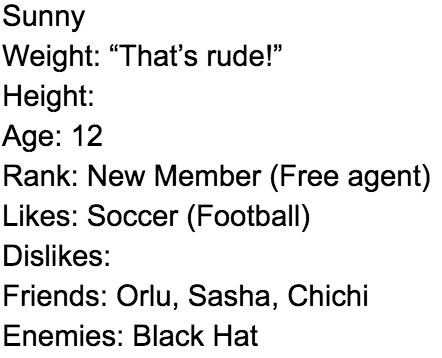 Sunny
Weight: “That’s rude!”
Height:
Age: 12
Rank: New Member (Free agent)
Likes: Soccer (Football)
Dislikes:
Friends: Orlu, Sasha, Chichi
Enemies: Black Hat